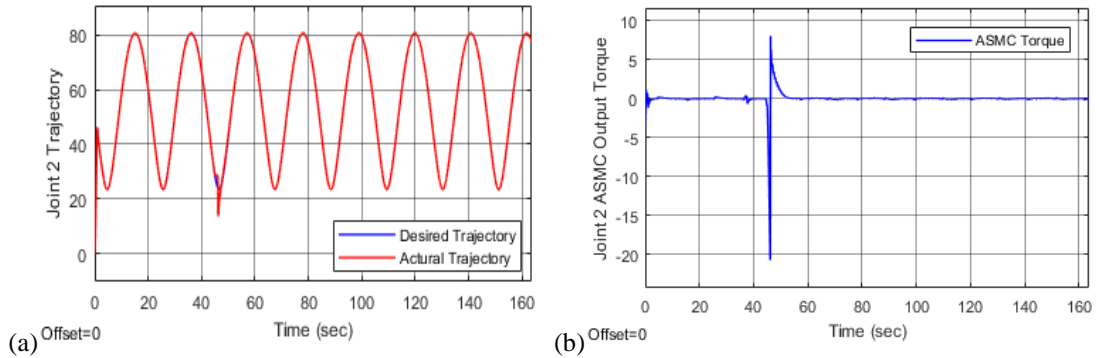 80
60
40
20
0
Joint 2 Trajectory
Desired Trajectory
Actural Trajectory
0 20 40 60 80 100 120 140 160
Time (sec)
(a) Offset=0
10
5
0
-5
-10
-15
-20
Joint 2 ASMC Output Torque
ASMC Torque
0 20 40 60 80 100 120 140 160
Time (sec)
(b) Offset=0